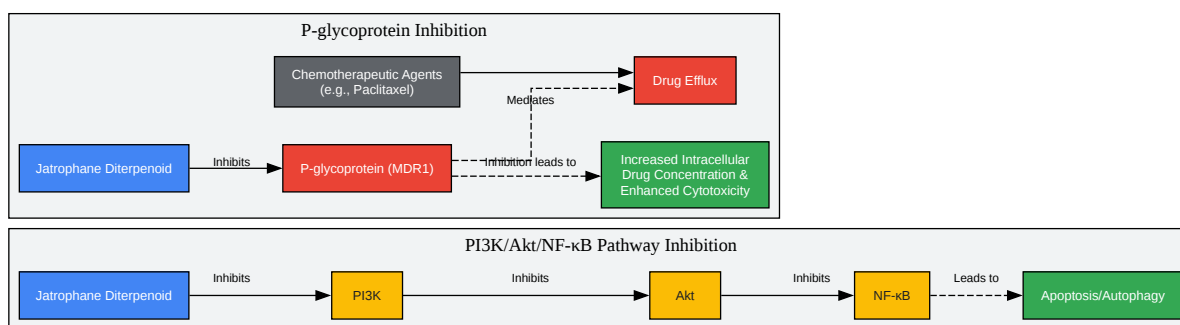 P-glycoprotein Inhibition
Chemotherapeutic Agents
(e.g., Paclitaxel)
Drug Efflux
Mediates
Jatrophane Diterpenoid
Inhibits
P-glycoprotein (MDR1)
Inhibition leads to
Increased Intracellular
Drug Concentration &
Enhanced Cytotoxicity
PI3K/Akt/NF-κB Pathway Inhibition
Jatrophane Diterpenoid
Inhibits
PI3K
Inhibits
Akt
Inhibits
NF-κB
Leads to
Apoptosis/Autophagy